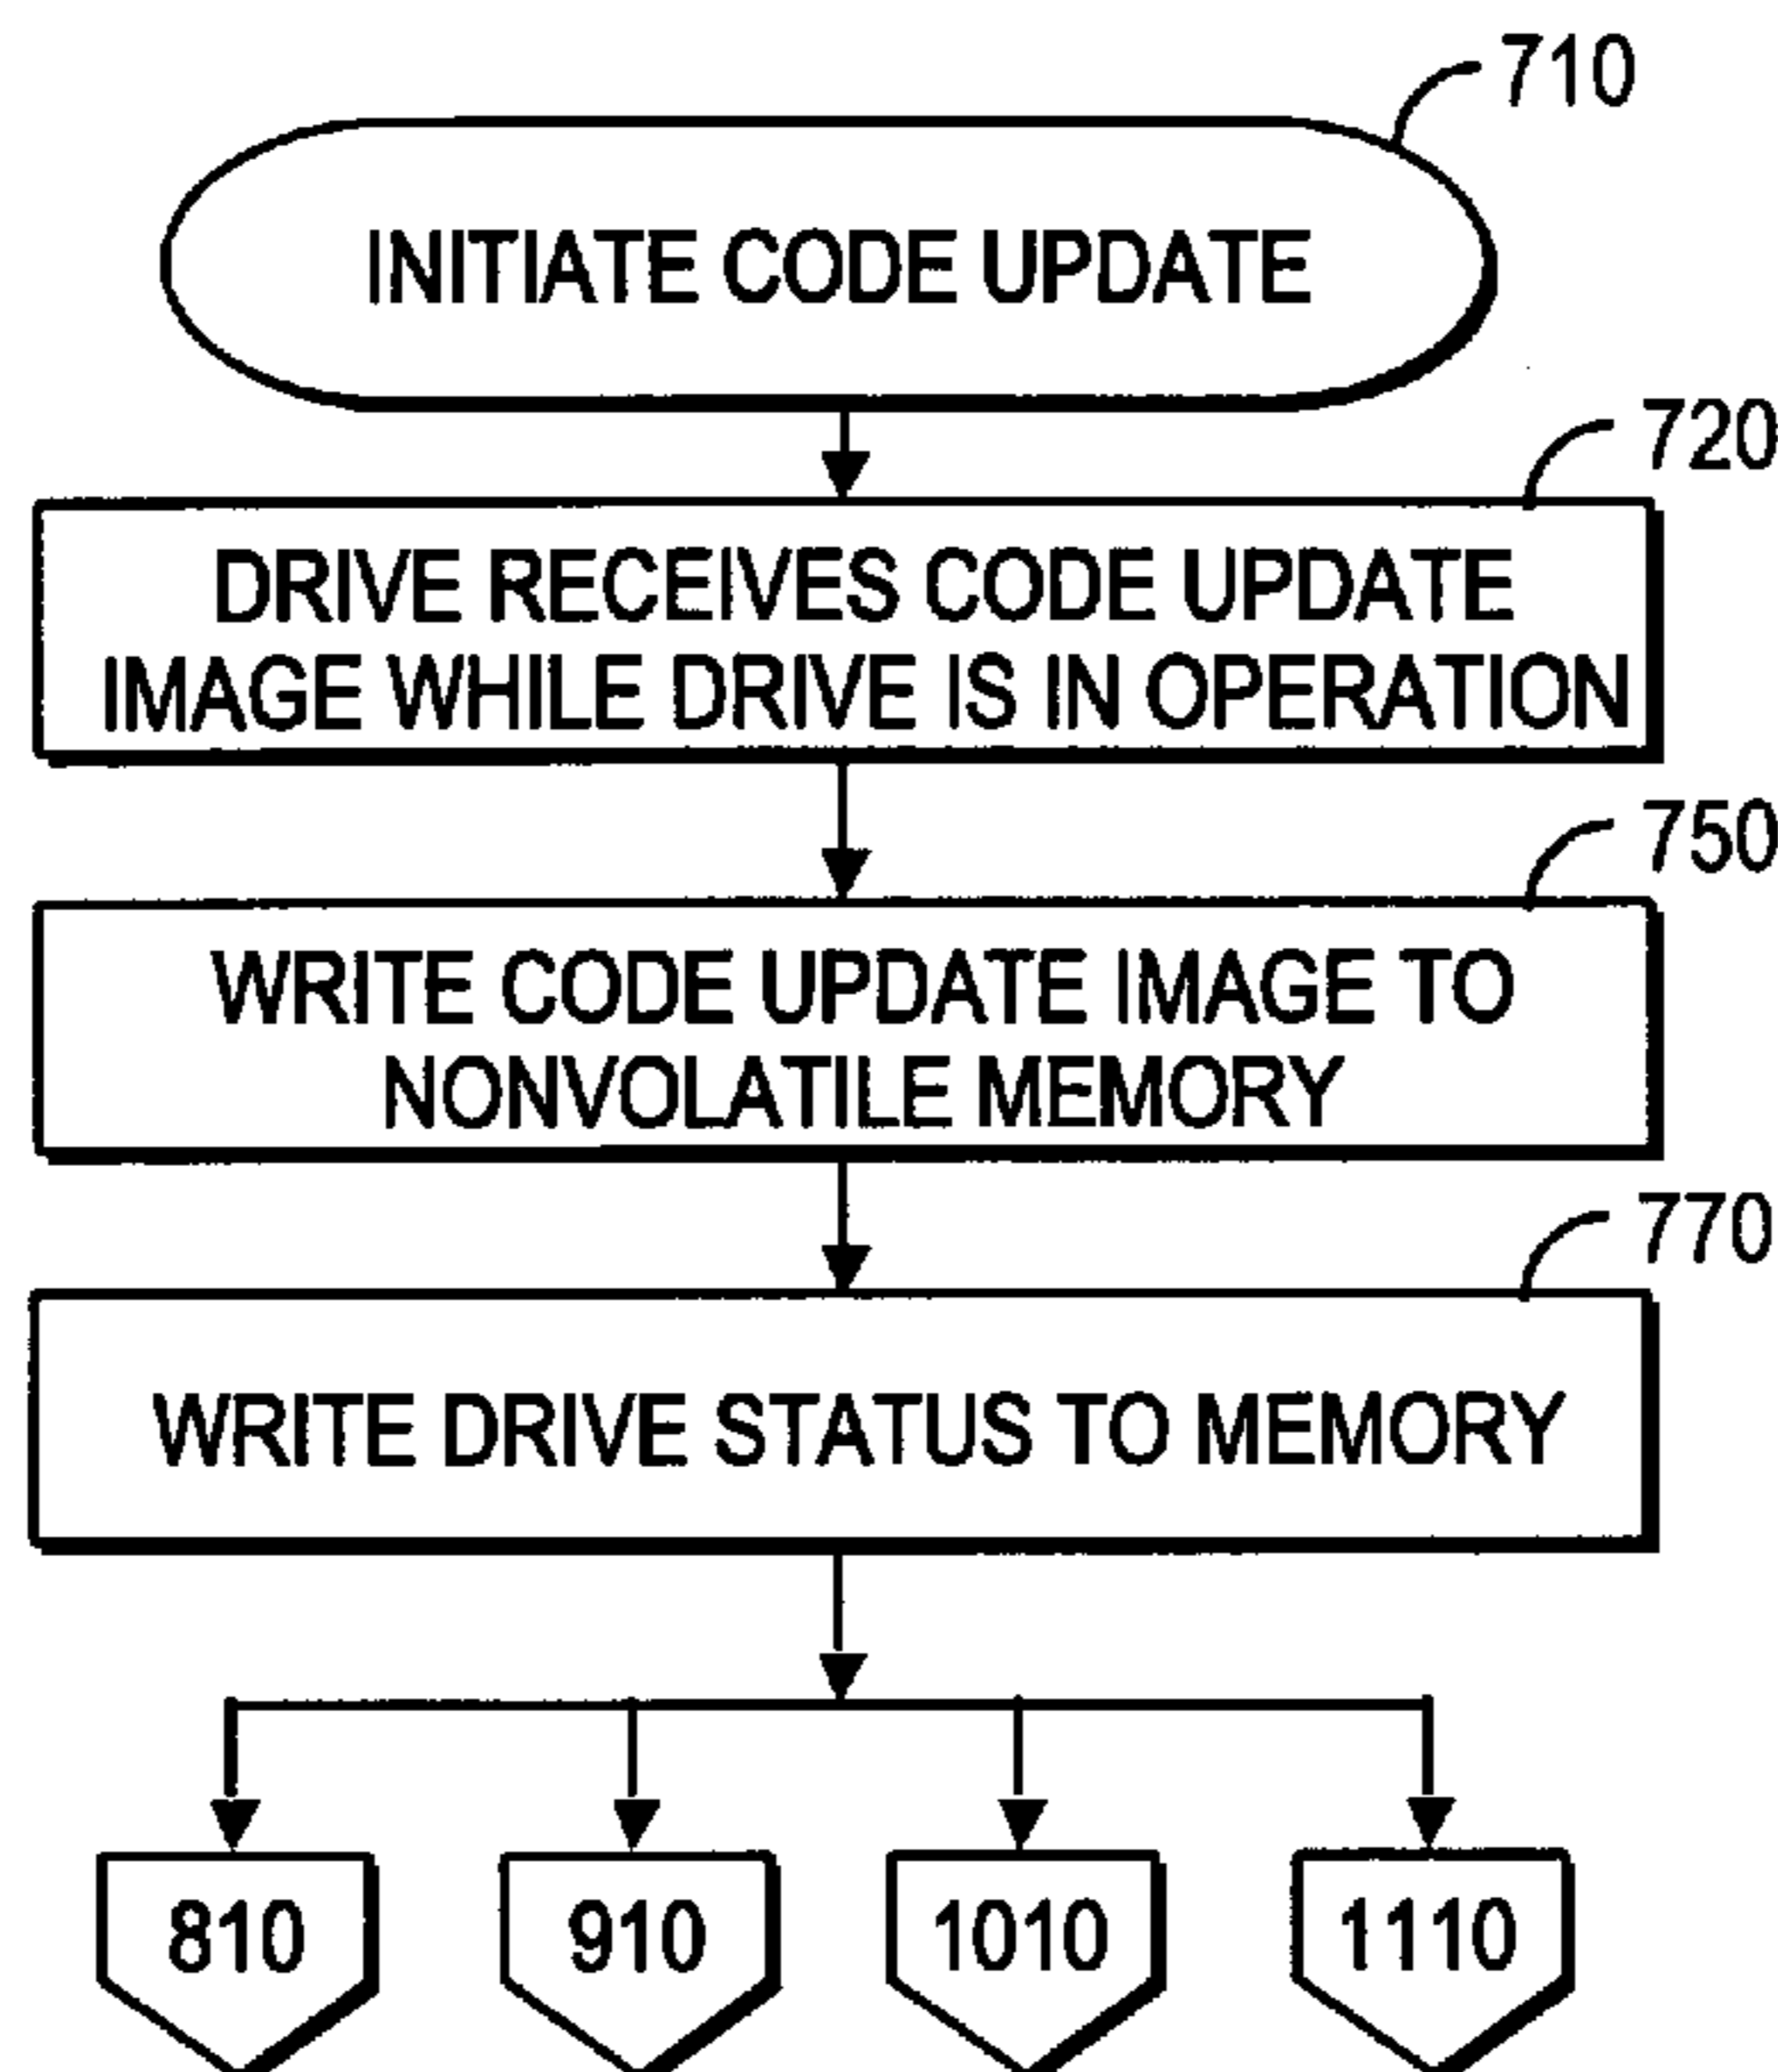 710
INITIATE CODE UPDATE
720
DRIVE RECEIVES CODE UPDATE
IMAGE WHILE DRIVE IS IN OPERATION
750
WRITE CODE UPDATE IMAGE TO
NONVOLATILE MEMORY
770
WRITE DRIVE STATUS TO MEMORY
810 910 1010 1110